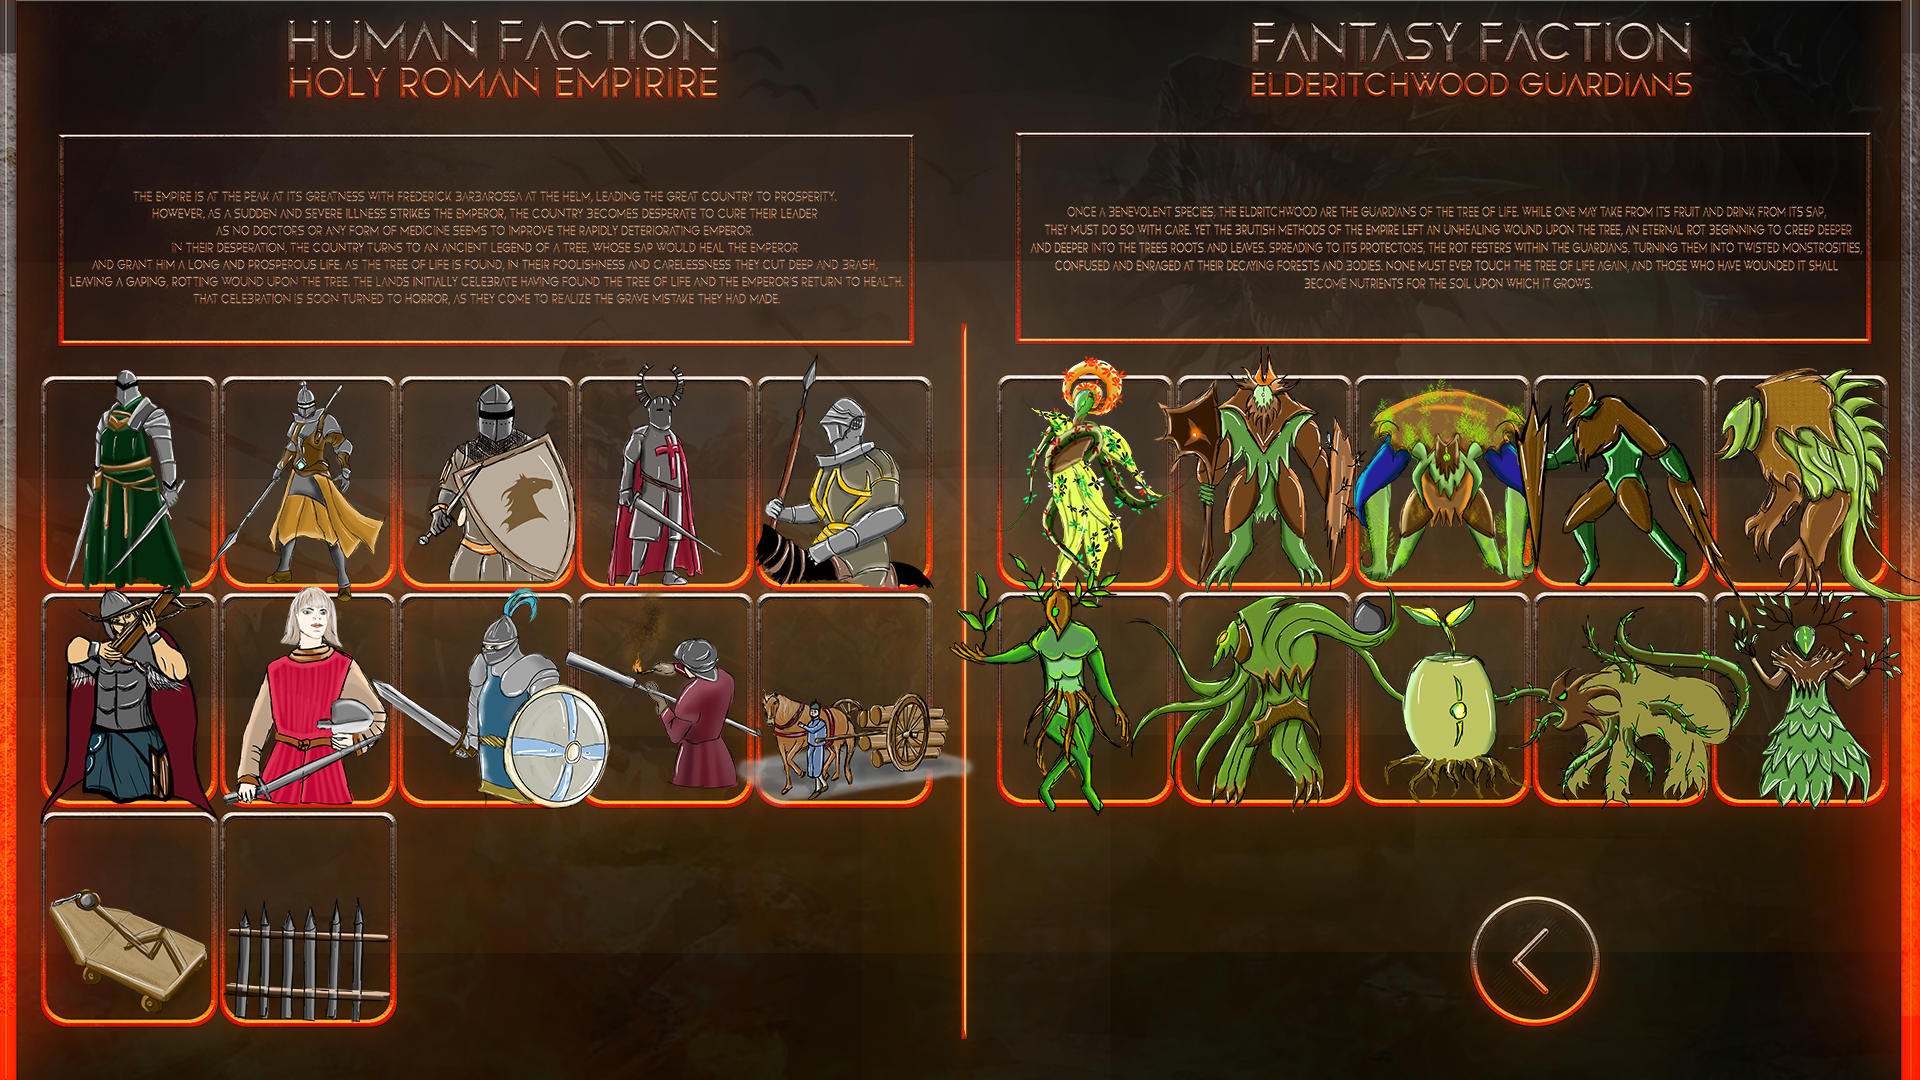 HUMAN FACTION
HOLY ROMAN EMPIRIRE
THE EMPIRE IS AT THE PEAK AT ITS GREATNESS WITH FREDERICK BARBAROSSA AT THE HELM, LEADING THE GREAT COUNTRY TO PROSPERITY.
HOWEVER, AS A SUDDEN AND SEVERE ILLNESS STRIKES THE EMPEROR, THE COUNTRY BECOMES DESPERATE TO CURE THEIR LEADER
AS NO DOCTORS OR ANY FORM OF MEDICINE SEEMS TO IMPROVE THE RAPIDLY DETERIORATING EMPEROR.
IN THEIR DESPERATION, THE COUNTRY TURNS TO AN ANCIENT LEGEND OF A TREE, WHOSE SAP WOULD HEAL THE EMPEROR
AND GRANT HIM A LONG AND PROSPEROUS LIFE. AS THE TREE OF LIFE IS FOUND, IN THEIR FOOLISHNESS AND CARELESSNESS THEY CUT DEEP AND BRASH,
LEAVING A GAPING, ROTTING WOUND UPON THE TREE. THE LANDS INITIALLY CELEBRATE HAVING FOUND THE TREE OF LIFE AND THE EMPEROR'S RETURN TO HEALTH.
THAT CELEBRATION IS SOON TURNED TO HORROR, AS THEY COME TO REALIZE THE GRAVE MISTAKE THEY HAD MADE.
FANTASY FACTION
ELDERITCHWOOD GUARDIANS
ONCE A BENEVOLENT SPECIES, THE ELDRITCHWOOD ARE THE GUARDIANS OF THE TREE OF LIFE. WHILE ONE MAY TAKE FROM ITS FRUIT AND DRINK FROM ITS SAP,
THEY MUST DO SO WITH CARE. YET THE BRUTISH METHODS OF THE EMPIRE LEFT AN UNHEALING WOUND UPON THE TREE, AN ETERNAL ROT BEGINNING TO CREEP DEEPER
AND DEEPER INTO THE TREES ROOTS AND LEAVES. SPREADING TO ITS PROTECTORS, THE ROT FESTERS WITHIN THE GUARDIANS, TURNING THEM INTO TWISTED MONSTROSITIES,
CONFUSED AND ENRAGED AT THEIR DECAYING FORESTS AND BODIES. NONE MUST EVER TOUCH THE TREE OF LIFE AGAIN, AND THOSE WHO HAVE WOUNDED IT SHALL
BECOME NUTRIENTS FOR THE SOIL UPON WHICH IT GROWS.